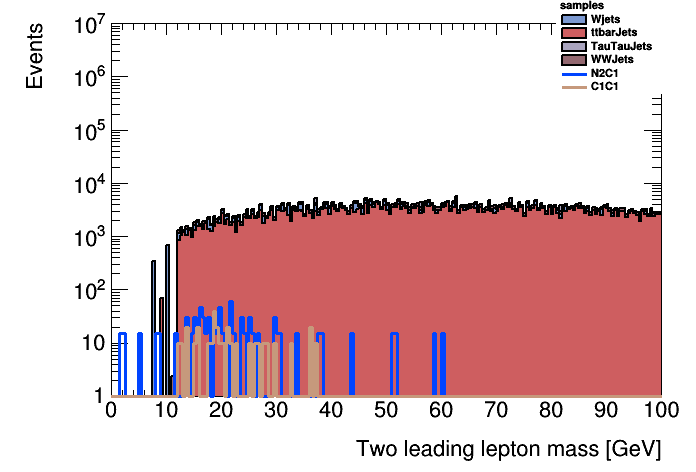 samples
Wjets
ttbarJets
TauTauJets
WWJets
N2C1
C1C1
Events
10^7
10^6
10^5
10^4
10^3
10^2
10
1
0 10 20 30 40 50 60 70 80 90 100
Two leading lepton mass [GeV]